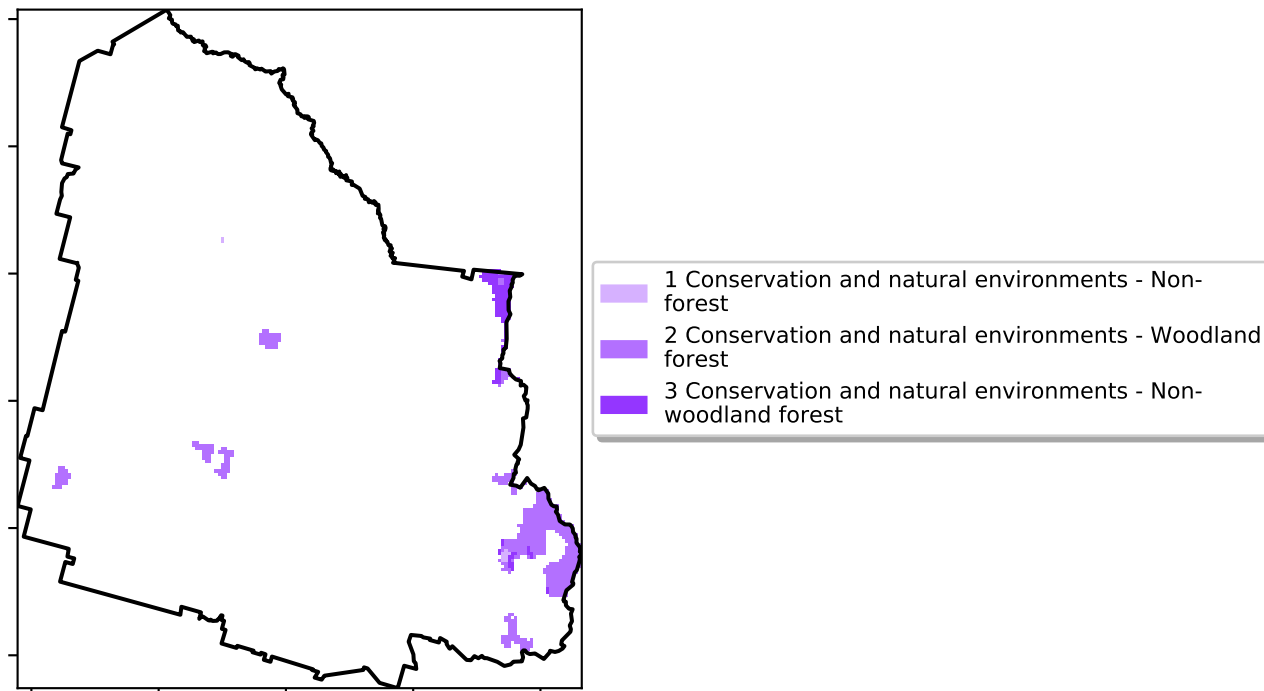 1 Conservation and natural environments - Non-
forest
2 Conservation and natural environments - Woodland
forest
3 Conservation and natural environments - Non-
woodland forest